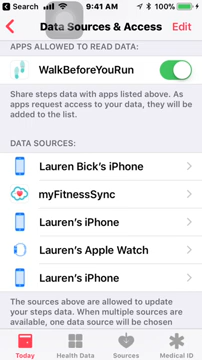 Search
9:41 AM
100%
Data Sources & Access
Edit
APPS ALLOWED TO READ DATA:
WalkBeforeYouRun
Share steps data with apps listed above. As
apps request access to your data, they will be
added to the list.
DATA SOURCES:
Lauren Bick's iPhone
myFitnessSync
Lauren's iPhone
Lauren's Apple Watch
Lauren's iPhone
The sources above are allowed to update
your steps data. When multiple sources are
available, one data source will be chosen
Today
Health Data
Sources
Medical ID